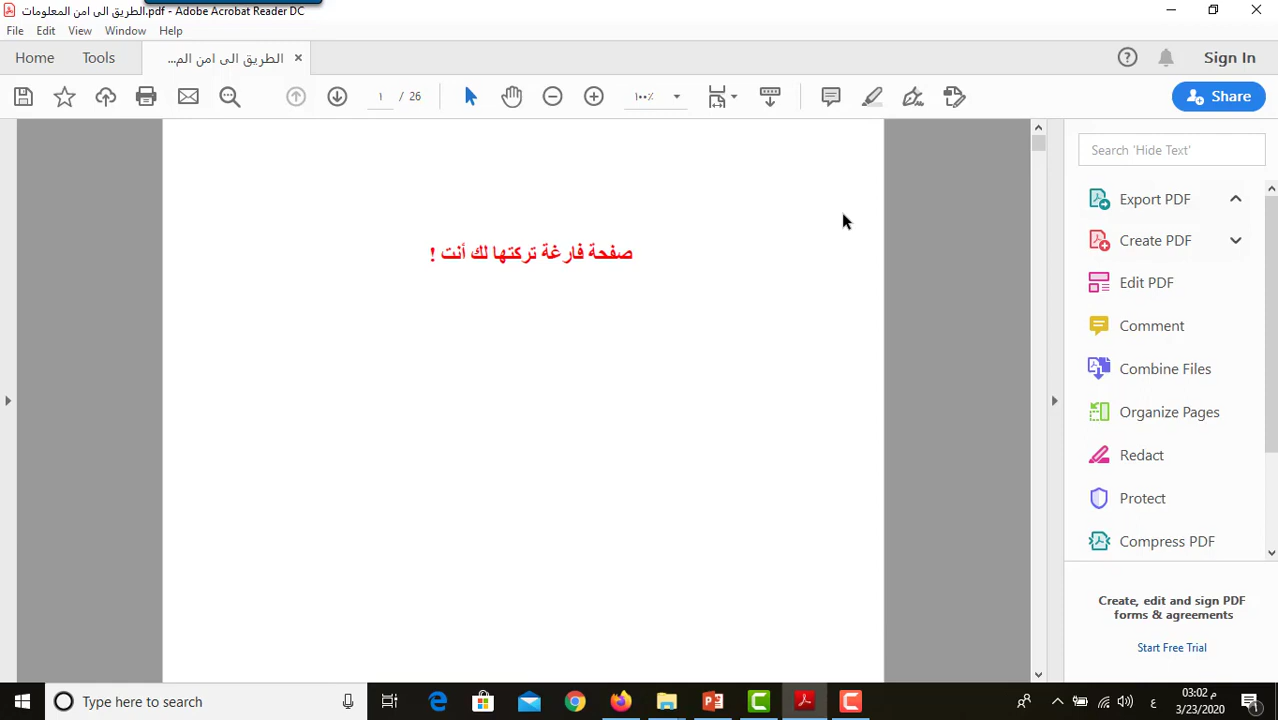 الطريق الى امن المعلومات.pdf - Adobe Acrobat Reader DC
File Edit View Window Help
Home Tools الطريق الى امن الم... × Sign In
١ / 26 ١٠٠٪ Share
Search 'Hide Text'
Export PDF
صفحة فارغة تركتها لك أنت !
Create PDF
Edit PDF
Comment
Combine Files
Organize Pages
Redact
Protect
Compress PDF
Create, edit and sign PDF
forms & agreements
Start Free Trial
Type here to search
ع
03:02 م
3/23/2020
1